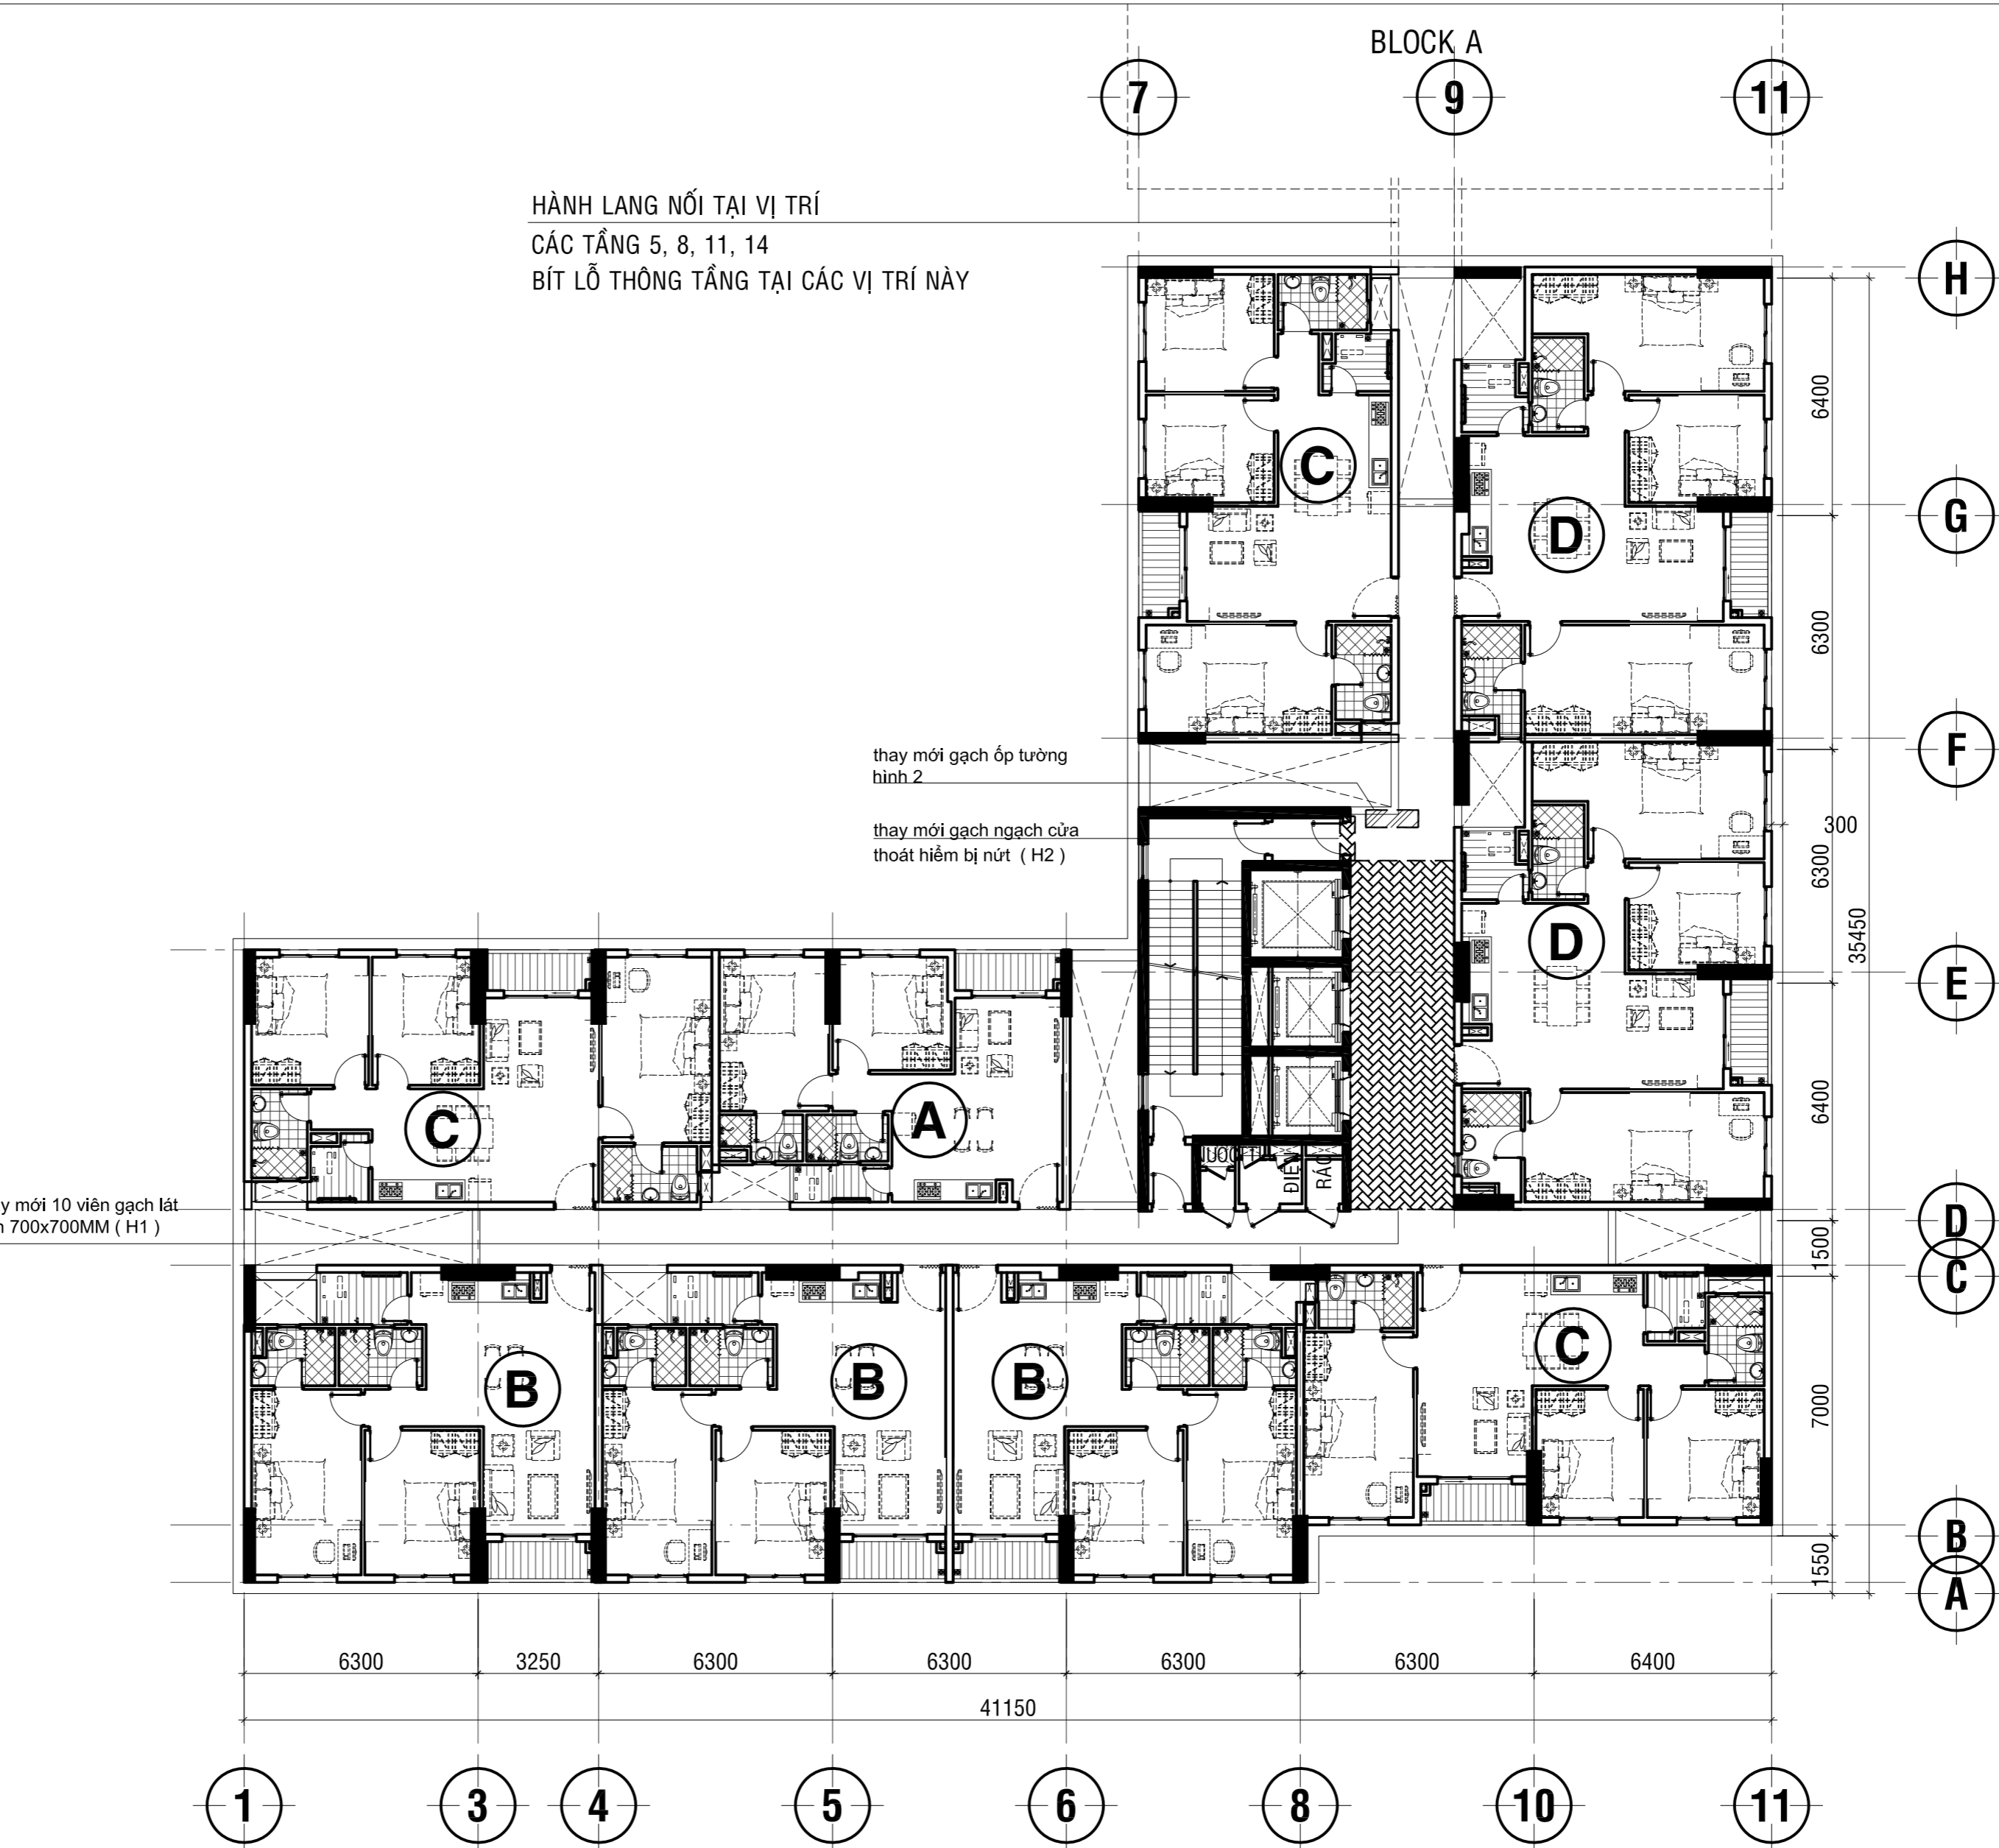 BLOCK A
7
9
11
HÀNH LANG NỐI TẠI VỊ TRÍ
CÁC TẦNG 5, 8, 11, 14
BÍT LỖ THÔNG TẦNG TẠI CÁC VỊ TRÍ NÀY
H
6400
C
G
D
6300
thay mới gạch ốp tường
hình 2
F
thay mới gạch ngạch cửa
thoát hiểm bị nứt ( H2 )
300
6300
35450
D
E
C
A
6400
ĐIỆN
RÁC
y mới 10 viên gạch lát
700x700MM ( H1 )
D
1500
C
B
B
B
C
7000
B
1550
A
6300
3250
6300
6300
6300
6300
6400
41150
1
3
4
5
6
8
10
11